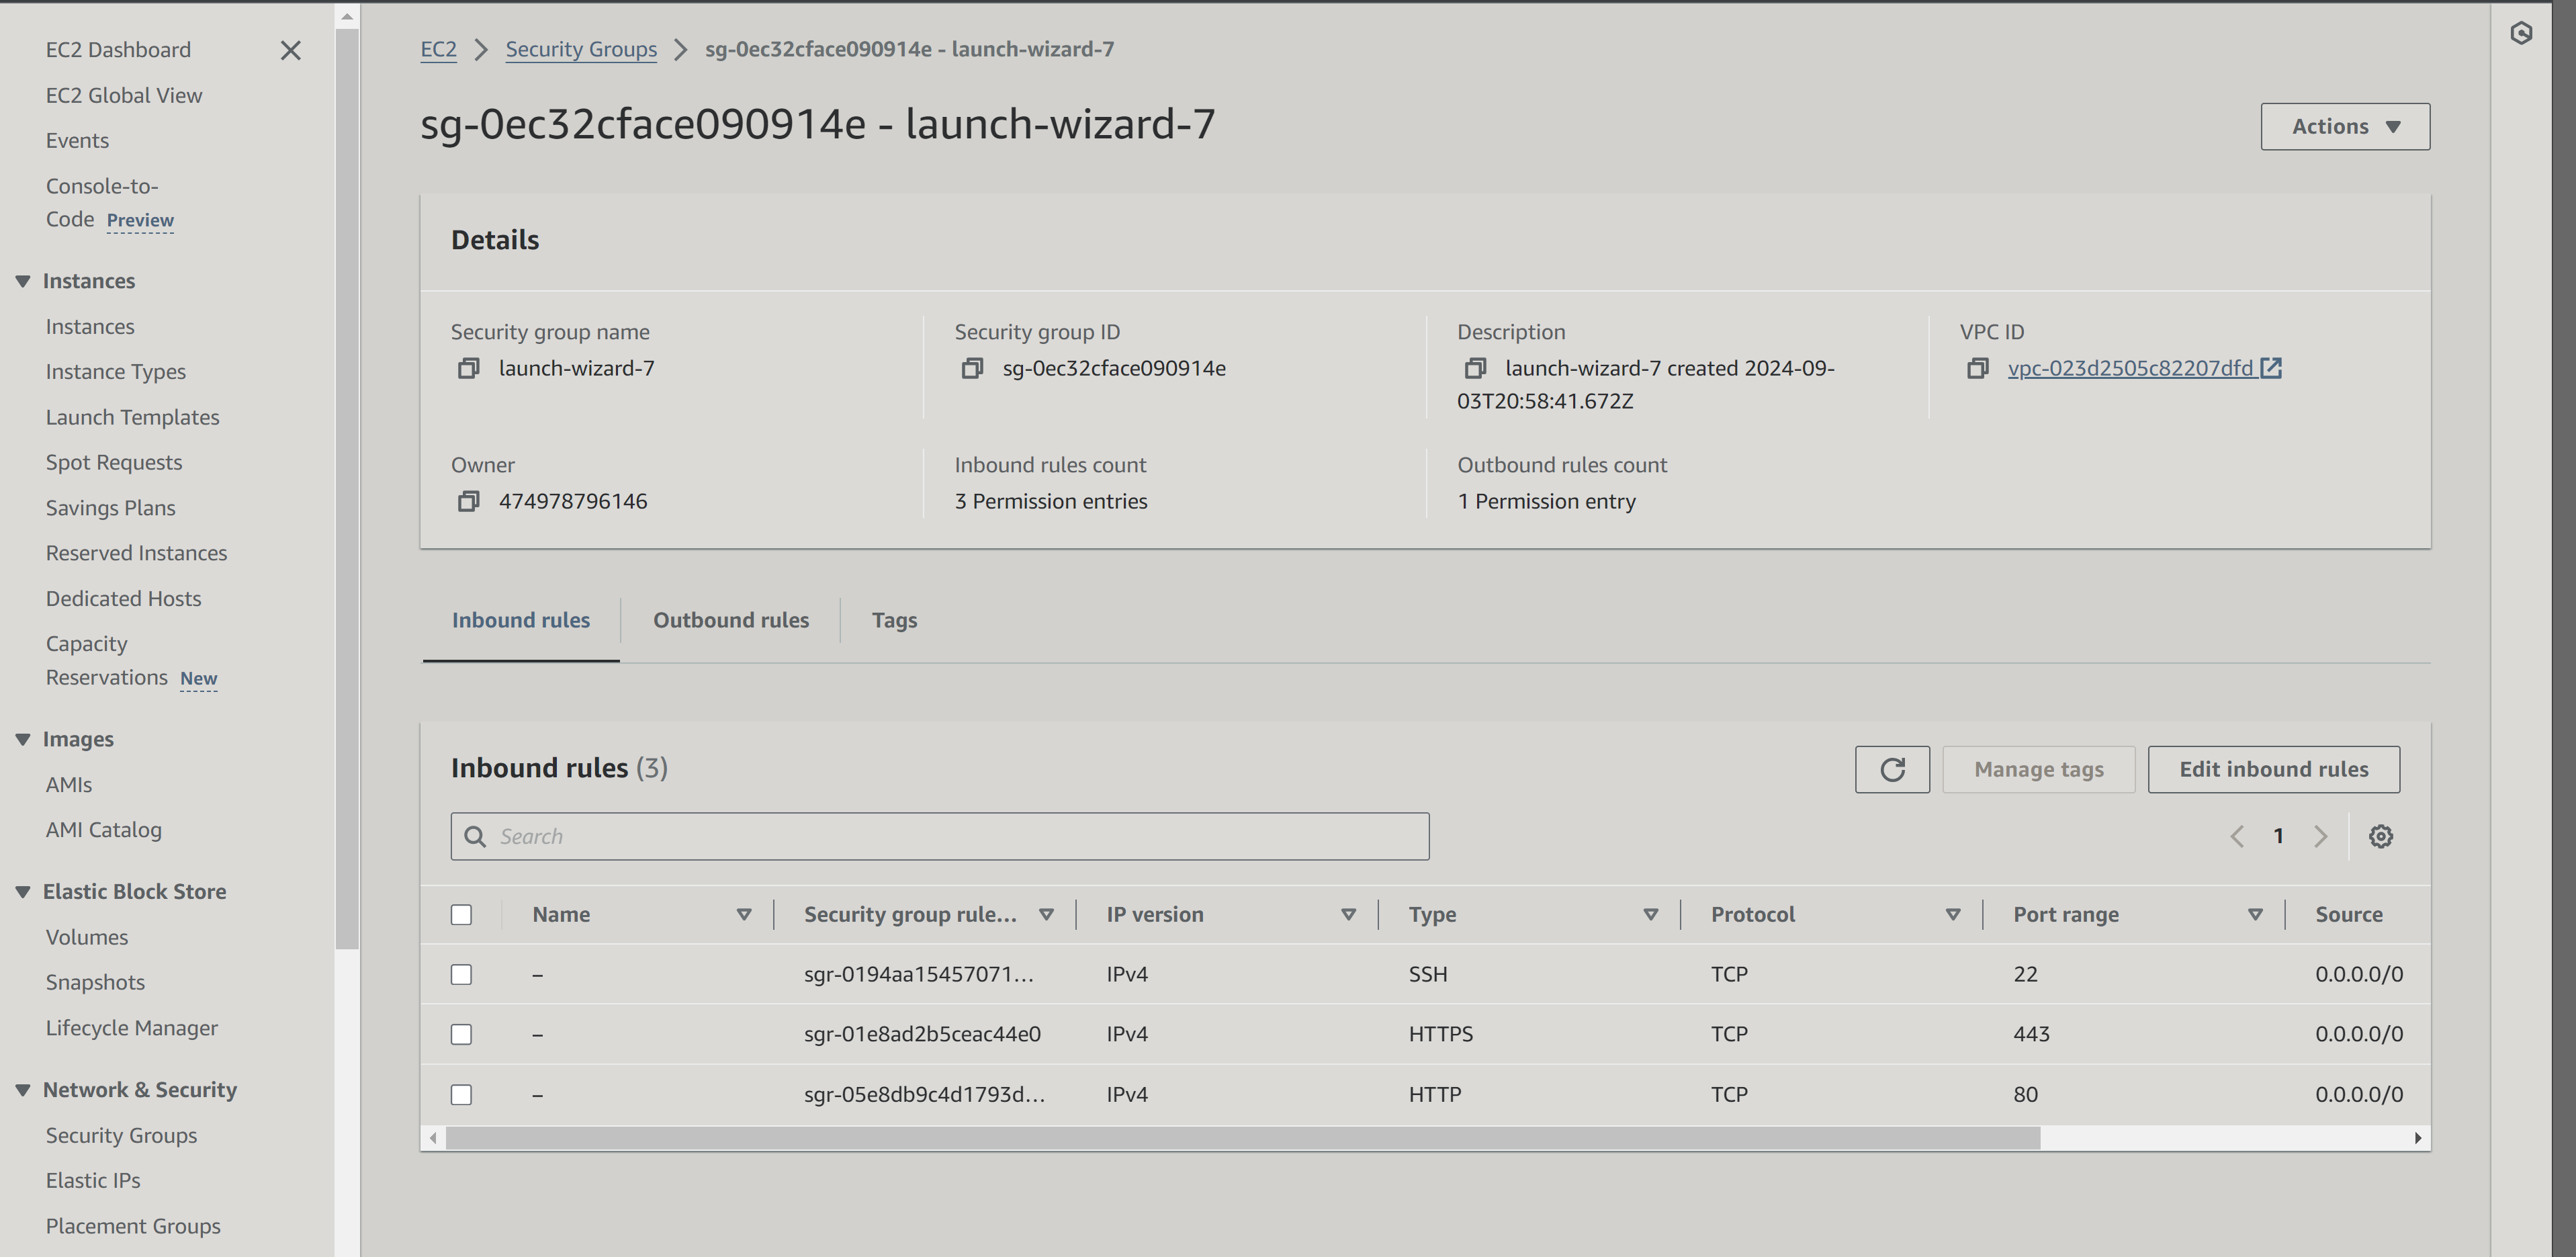 EC2 Dashboard
EC2 Global View
Events
Console-to-
Code Preview
Instances
Instances
Instance Types
Launch Templates
Spot Requests
Savings Plans
Reserved Instances
Dedicated Hosts
Capacity
Reservations New
Images
AMIs
AMI Catalog
Elastic Block Store
Volumes
Snapshots
Lifecycle Manager
Network & Security
Security Groups
Elastic IPs
Placement Groups
EC2 > Security Groups > sg-0ec32cface090914e - launch-wizard-7
sg-0ec32cface090914e - launch-wizard-7
Actions
Details
Security group name
launch-wizard-7
Security group ID
sg-0ec32cface090914e
Description
launch-wizard-7 created 2024-09-
03T20:58:41.672Z
VPC ID
vpc-023d2505c82207dfd
Owner
474978796146
Inbound rules count
3 Permission entries
Outbound rules count
1 Permission entry
Inbound rules Outbound rules Tags
Inbound rules (3)
Manage tags
Edit inbound rules
Search
1
Name Security group rule... IP version Type Protocol Port range Source
– sgr-0194aa15457071... IPv4 SSH TCP 22 0.0.0.0/0
– sgr-01e8ad2b5ceac44e0 IPv4 HTTPS TCP 443 0.0.0.0/0
– sgr-05e8db9c4d1793d... IPv4 HTTP TCP 80 0.0.0.0/0